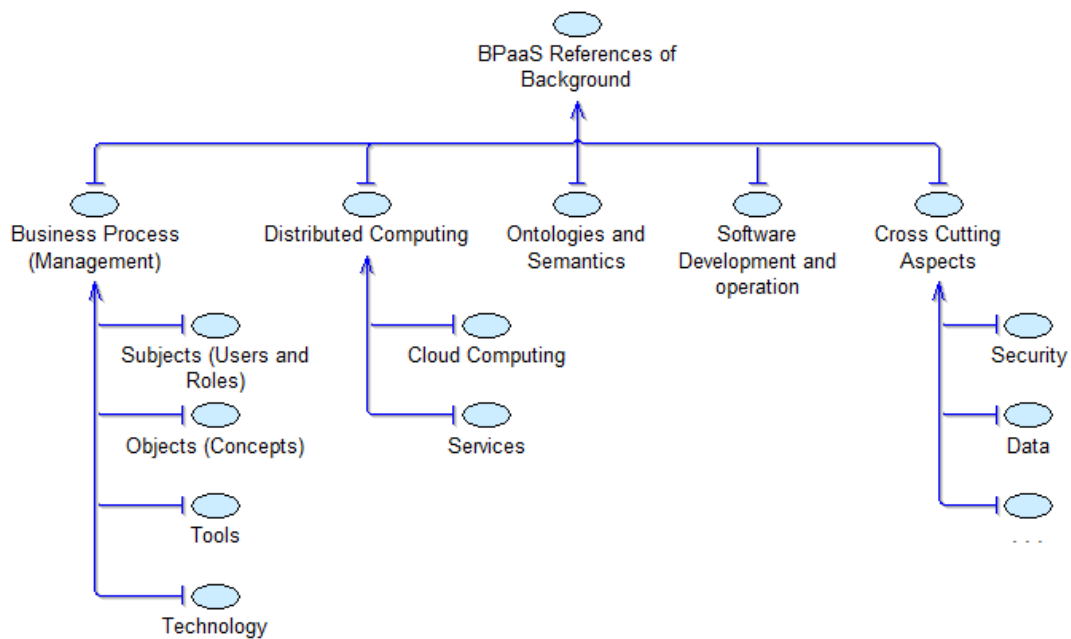 BPaaS References of
Background
Business Process
(Management)
Distributed Computing
Ontologies and
Semantics
Software
Development and
operation
Cross Cutting
Aspects
Subjects (Users and
Roles)
Objects (Concepts)
Tools
Technology
Cloud Computing
Services
Security
Data
. . .